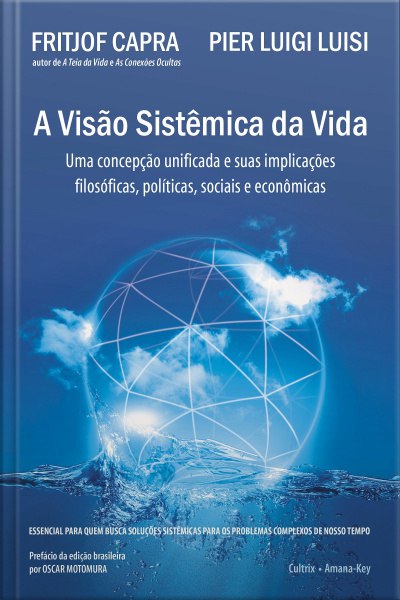 FRITJOF CAPRA PIER LUIGI LUISI
autor de A Teia da Vida e As Conexões Ocultas
A Visão Sistêmica da Vida
Uma concepção unificada e suas implicações
filosóficas, políticas, sociais e econômicas
ESSENCIAL PARA QUEM BUSCA SOLUÇÕES SISTÊMICAS PARA OS PROBLEMAS COMPLEXOS DE NOSSO TEMPO
Prefácio da edição brasileira
por OSCAR MOTOMURA
Cultrix • Amana-Key